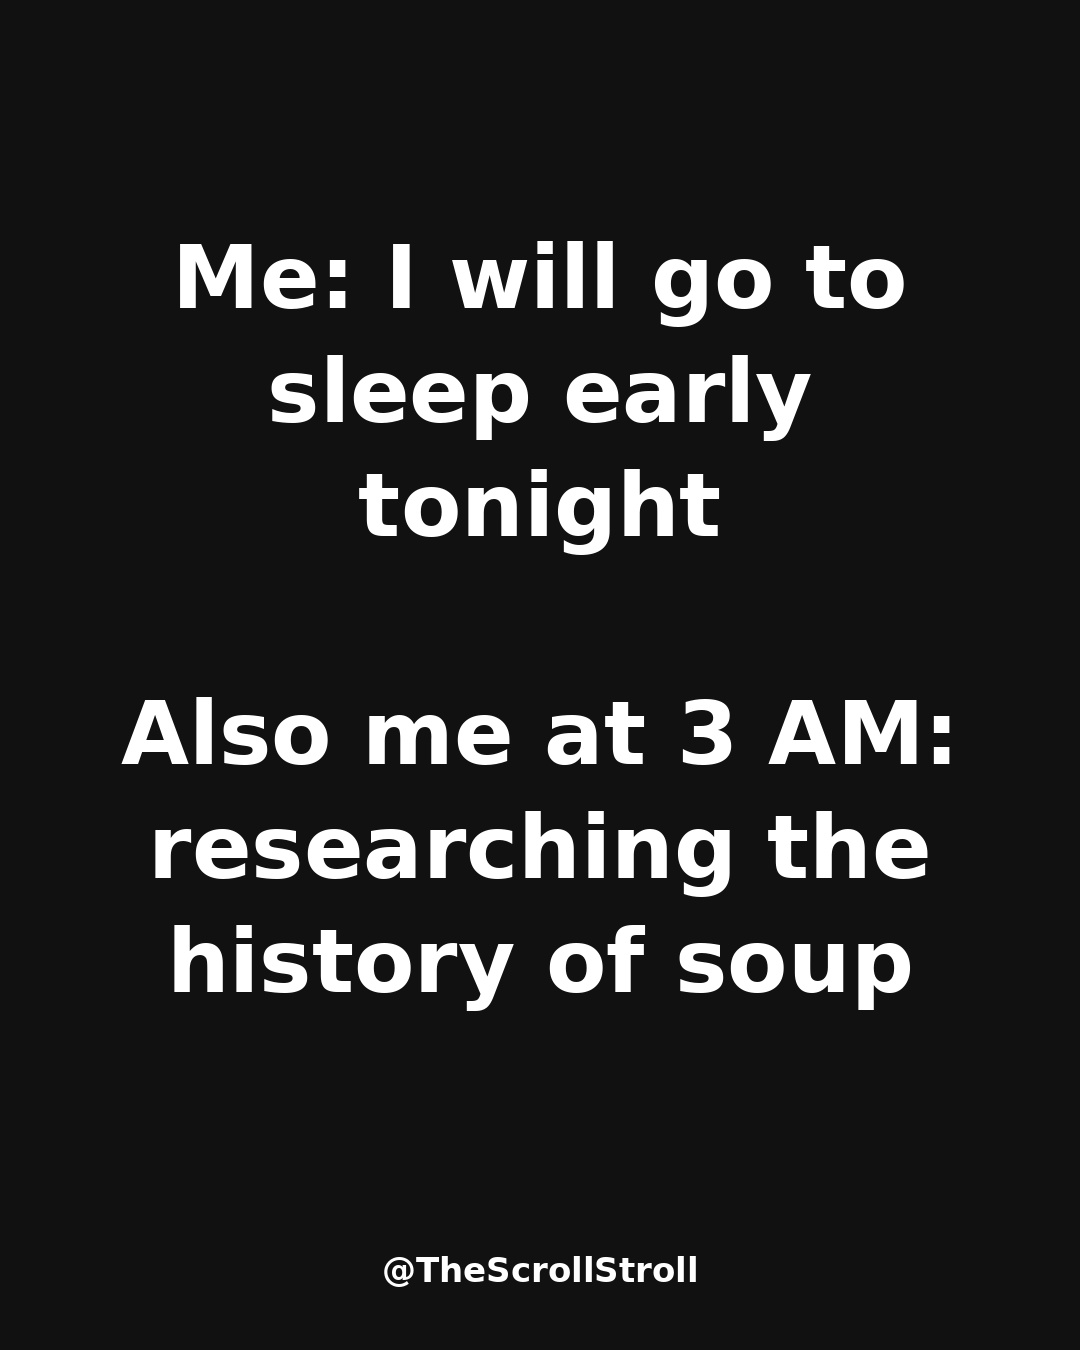 Me: I will go to
sleep early
tonight
Also me at 3 AM:
researching the
history of soup
@TheScrollStroll